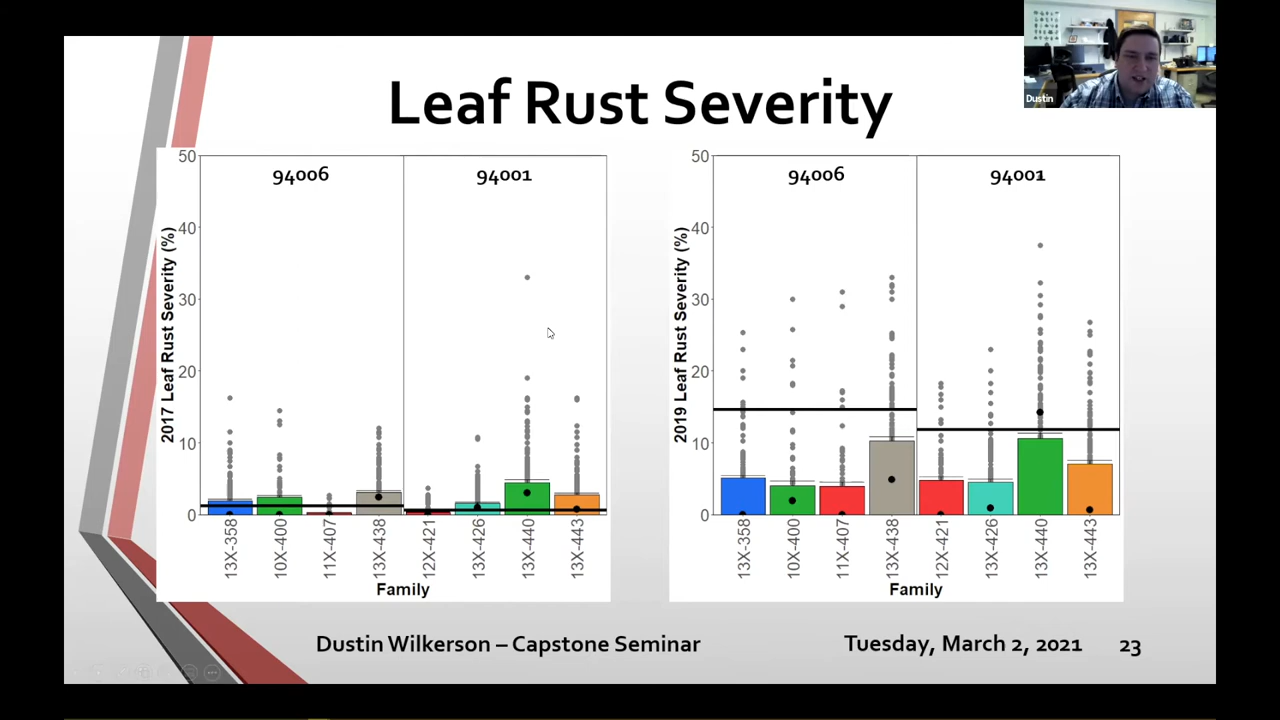 Leaf Rust Severity
Dustin
50
40
30
20
10
0
2017 Leaf Rust Severity (%)
94006
94001
13X-358
10X-400
11X-407
13X-438
12X-421
13X-426
13X-440
13X-443
Family
50
40
30
20
10
0
2019 Leaf Rust Severity (%)
94006
94001
13X-358
10X-400
11X-407
13X-438
12X-421
13X-426
13X-440
13X-443
Family
Dustin Wilkerson – Capstone Seminar
Tuesday, March 2, 2021
23